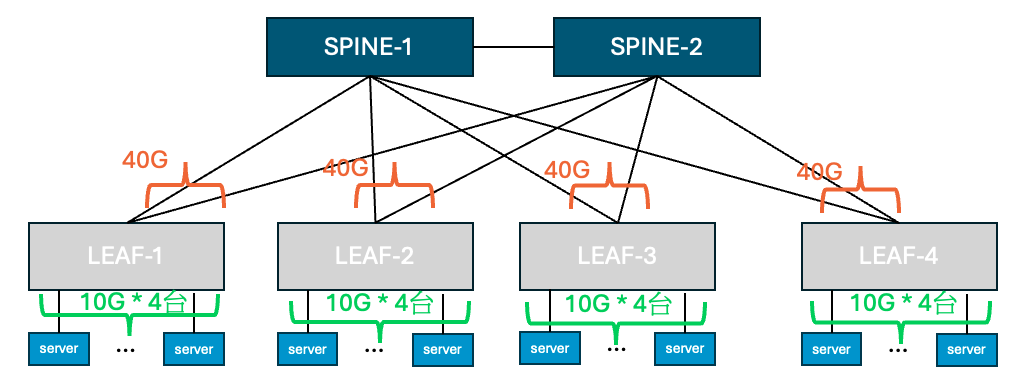 SPINE-1
SPINE-2
40G
40G
40G
40G
LEAF-1
LEAF-2
LEAF-3
LEAF-4
10G * 4台
10G * 4台
10G * 4台
10G * 4台
server
...
server
server
...
server
server
...
server
server
...
server